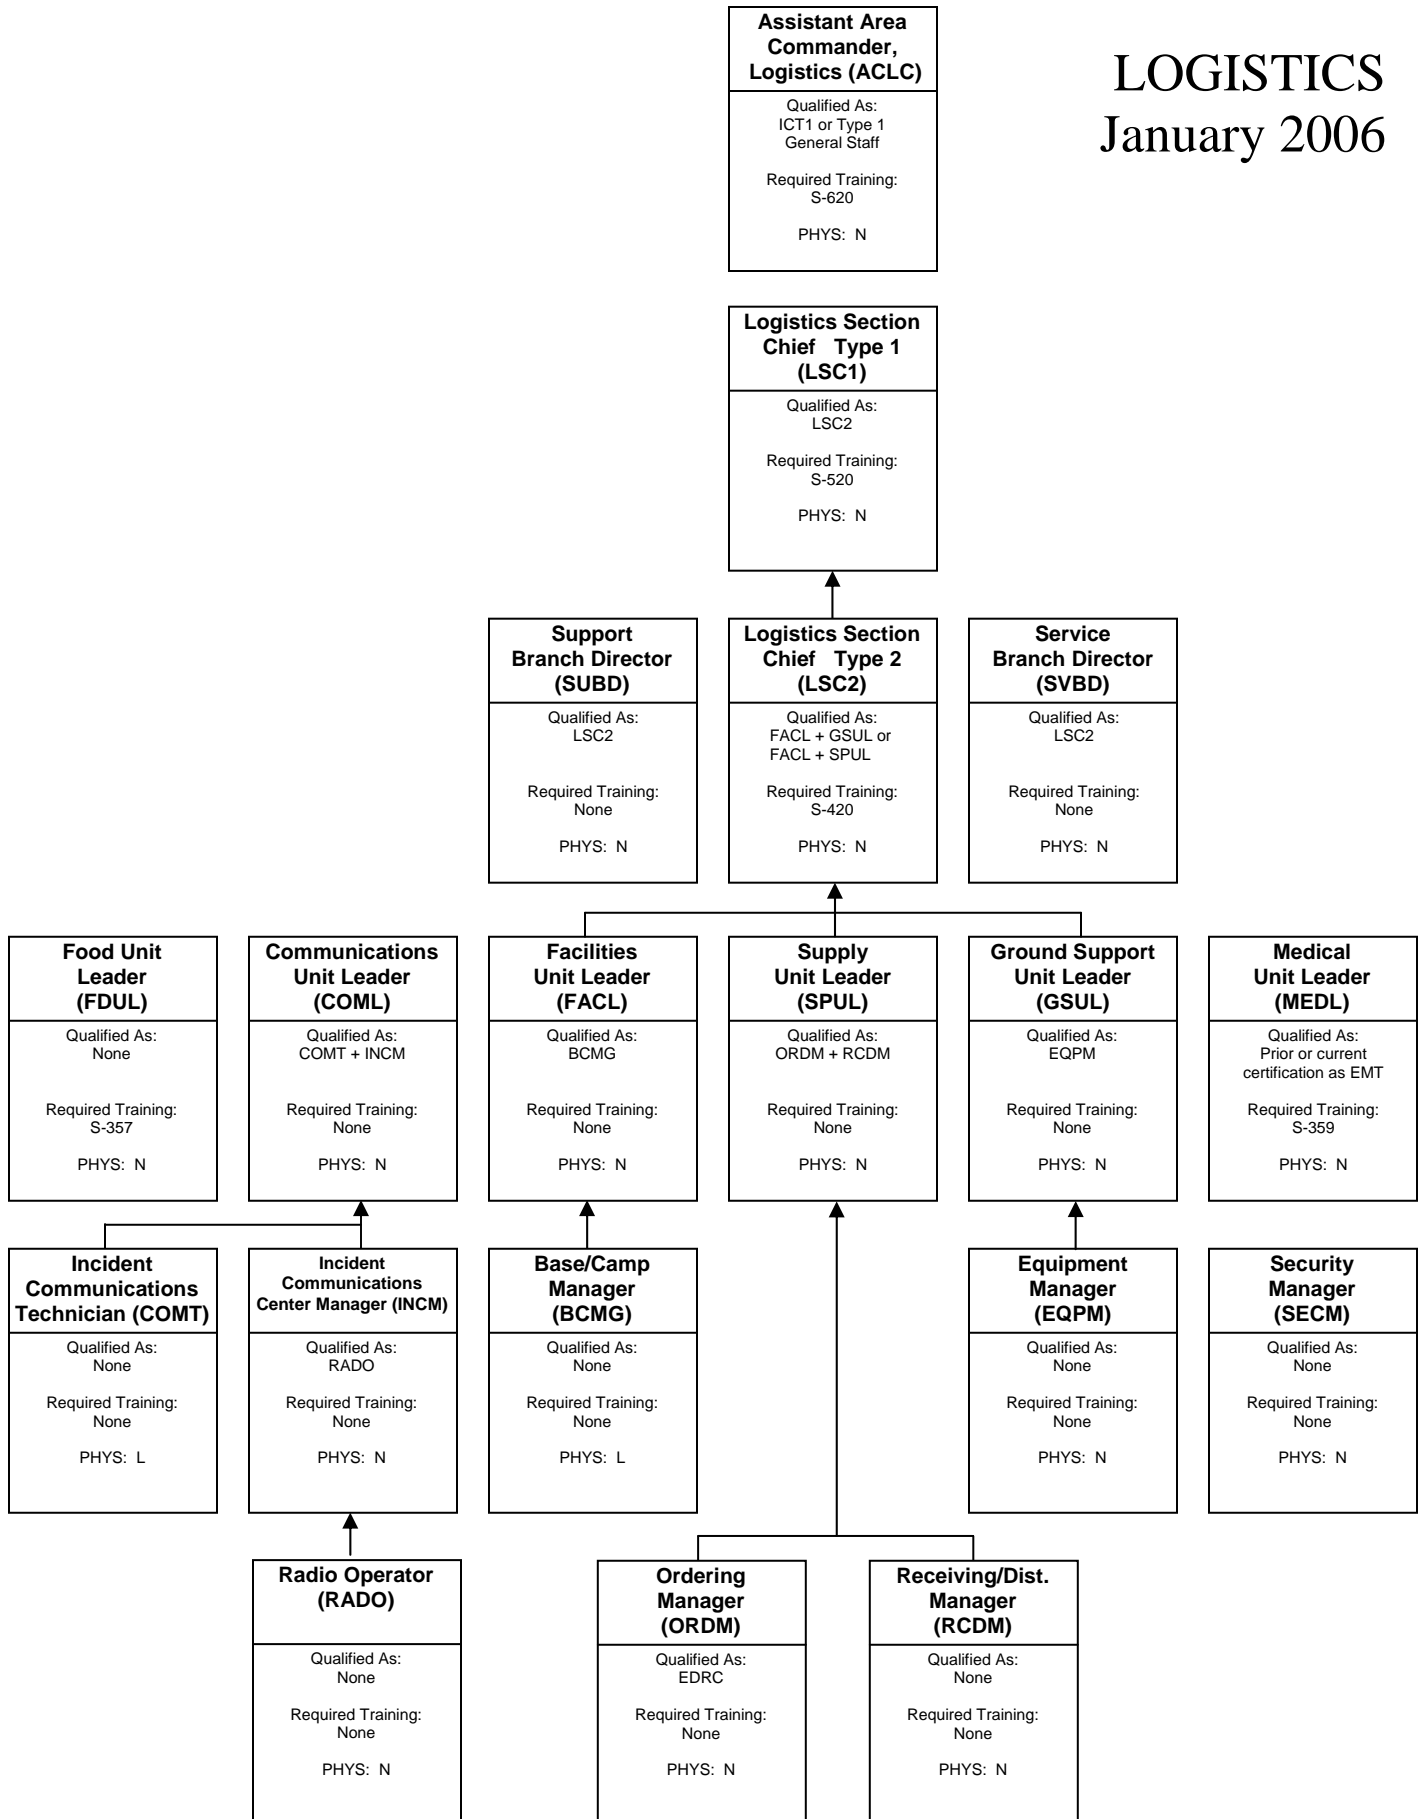 Assistant Area
Commander,
Logistics (ACLC)
Qualified As:
ICT1 or Type 1
General Staff
Required Training:
S-620
PHYS: N
LOGISTICS
January 2006
Logistics Section
Chief Type 1
(LSC1)
Qualified As:
LSC2
Required Training:
S-520
PHYS: N
Support
Branch Director
(SUBD)
Qualified As:
LSC2
Required Training:
None
PHYS: N
Logistics Section
Chief Type 2
(LSC2)
Qualified As:
FACL + GSUL or
FACL + SPUL
Required Training:
S-420
PHYS: N
Service
Branch Director
(SVBD)
Qualified As:
LSC2
Required Training:
None
PHYS: N
Food Unit
Leader
(FDUL)
Qualified As:
None
Required Training:
S-357
PHYS: N
Communications
Unit Leader
(COML)
Qualified As:
COMT + INCM
Required Training:
None
PHYS: N
Facilities
Unit Leader
(FACL)
Qualified As:
BCMG
Required Training:
None
PHYS: N
Supply
Unit Leader
(SPUL)
Qualified As:
ORDM + RCDM
Required Training:
None
PHYS: N
Ground Support
Unit Leader
(GSUL)
Qualified As:
EQPM
Required Training:
None
PHYS: N
Medical
Unit Leader
(MEDL)
Qualified As:
Prior or current
certification as EMT
Required Training:
S-359
PHYS: N
Incident
Communications
Technician (COMT)
Qualified As:
None
Required Training:
None
PHYS: L
Incident
Communications
Center Manager (INCM)
Qualified As:
RADO
Required Training:
None
PHYS: N
Base/Camp
Manager
(BCMG)
Qualified As:
None
Required Training:
None
PHYS: L
Equipment
Manager
(EQPM)
Qualified As:
None
Required Training:
None
PHYS: N
Security
Manager
(SECM)
Qualified As:
None
Required Training:
None
PHYS: N
Radio Operator
(RADO)
Qualified As:
None
Required Training:
None
PHYS: N
Ordering
Manager
(ORDM)
Qualified As:
EDRC
Required Training:
None
PHYS: N
Receiving/Dist.
Manager
(RCDM)
Qualified As:
None
Required Training:
None
PHYS: N